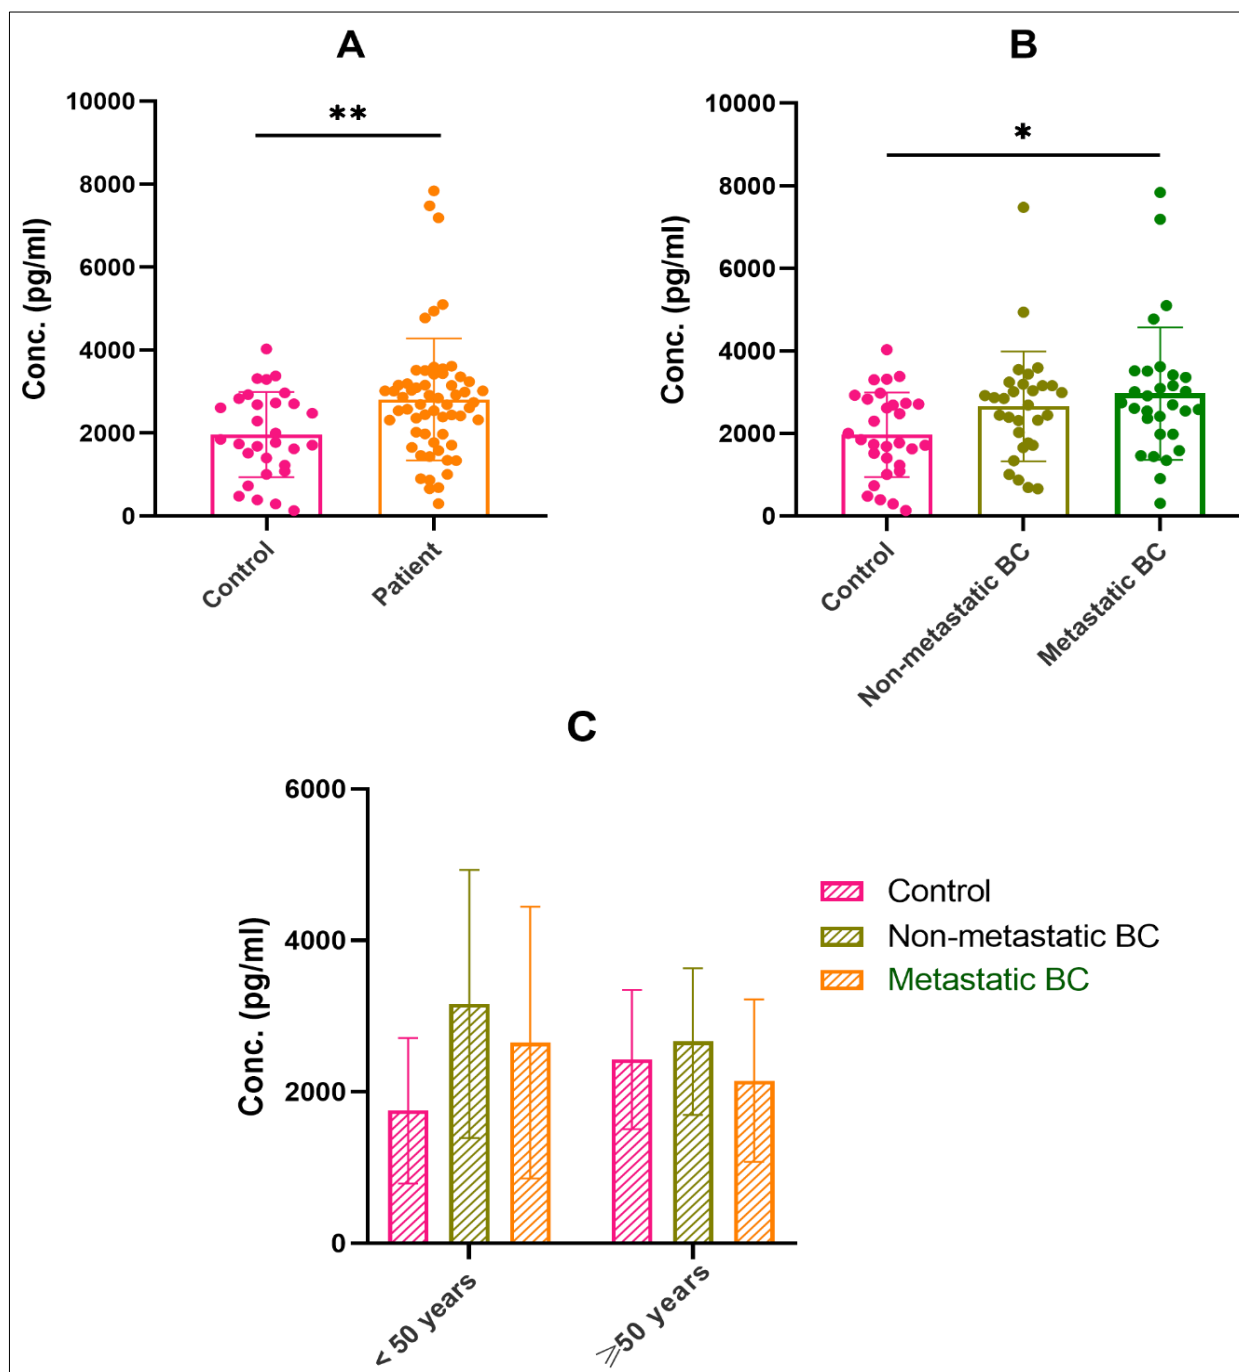 A
10000
8000
6000
4000
2000
0
Conc. (pg/ml)
**
Control
Patient
B
10000
8000
6000
4000
2000
0
Conc. (pg/ml)
*
Control
Non-metastatic BC
Metastatic BC
C
6000
4000
2000
0
Conc. (pg/ml)
< 50 years
⩾50 years
Control
Non-metastatic BC
Metastatic BC